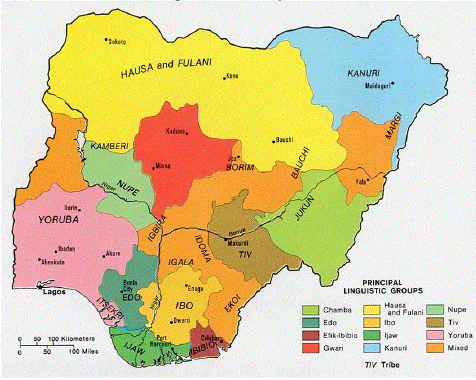 Sokoto
HAUSA and FULANI
Kano
KANURI
Maiduguri
Kaduna
KAMBERI
Bauchi
MARGI
Minna
Jos
BORIM
BAUCHI
Yola
NUPE
Niger
Ilorin
YORUBA
IGBIRA
JUKUN
Benue
Makurdi
TIV
IDOMA
Ibadan
Abeokuta
Akure
IGALA
Lagos
Benin
City
EDO
Enugu
ITSEKRI
Niger
IBO
EKOI
Owerri
Port
Harcourt
Calabar
IJAW
IBIBIO
0 50 100 Kilometers
0 50 100 Miles
PRINCIPAL
LINGUISTIC GROUPS
Chamba
Edo
Efik-Ibibio
Gwari
Hausa
and Fulani
Ibo
Ijaw
Kanuri
Nupe
Tiv
Yoruba
Mixed
TIV Tribe